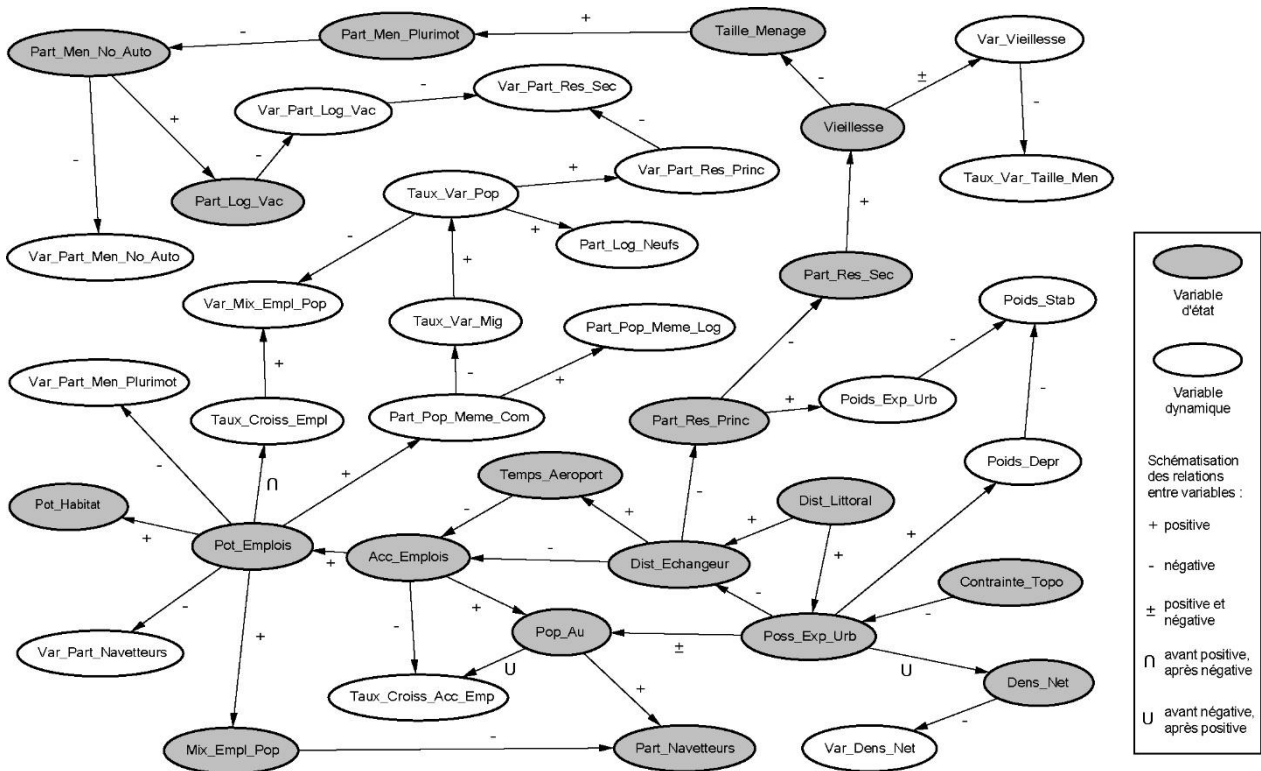 +
Part_Men_Plurimot
Taille_Menage
Var_Vieillesse
-
Part_Men_No_Auto
-
±
Var_Part_Res_Sec
-
Var_Part_Log_Vac
-
+
Vieillesse
-
-
-
+
Var_Part_Res_Princ
Taux_Var_Taille_Men
Part_Log_Vac
Taux_Var_Pop
+
+
-
Part_Log_Neufs
Var_Part_Men_No_Auto
Part_Res_Sec
+
Var_Mix_Empl_Pop
Poids_Stab
Variable
d'état
Taux_Var_Mig
Part_Pop_Meme_Log
-
-
+
-
+
-
Var_Part_Men_Plurimot
Poids_Exp_Urb
Variable
dynamique
Taux_Croiss_Empl
Part_Pop_Meme_Com
Part_Res_Princ
+
Poids_Depr
Schématisation
des relations
entre variables :
-
+
∩
Temps_Aeroport
Dist_Littoral
Pot_Habitat
-
-
+
+
+
+
+ positive
+
Pot_Emplois
+
Acc_Emplois
-
Dist_Echangeur
- négative
Contrainte_Topo
-
-
± positive et
négative
-
+
-
+
Pop_Au
±
Poss_Exp_Urb
∩ avant positive,
après négative
Var_Part_Navetteurs
U
U
Dens_Net
Taux_Croiss_Acc_Emp
+
-
U avant négative,
après positive
Mix_Empl_Pop
-
Part_Navetteurs
Var_Dens_Net